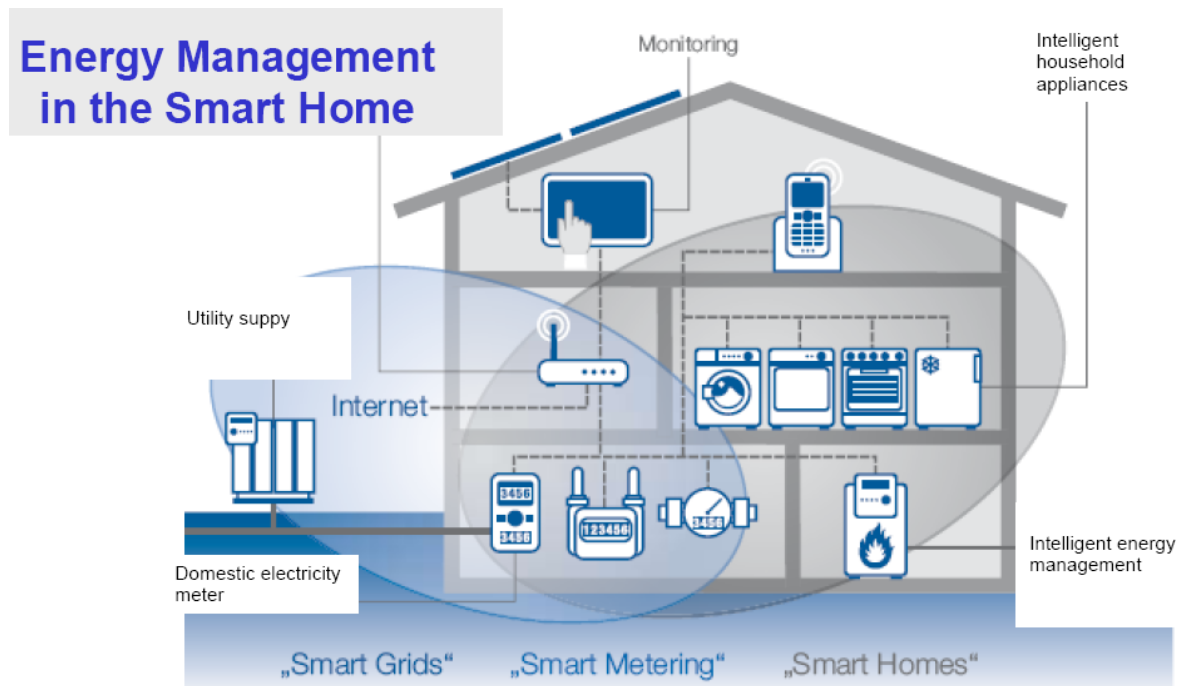 Energy Management
in the Smart Home
Monitoring
Intelligent
household
appliances
Utility suppy
Internet
3456
3456
123456
3456
Domestic electricity
meter
Intelligent energy
management
„Smart Grids“
„Smart Metering“
„Smart Homes“